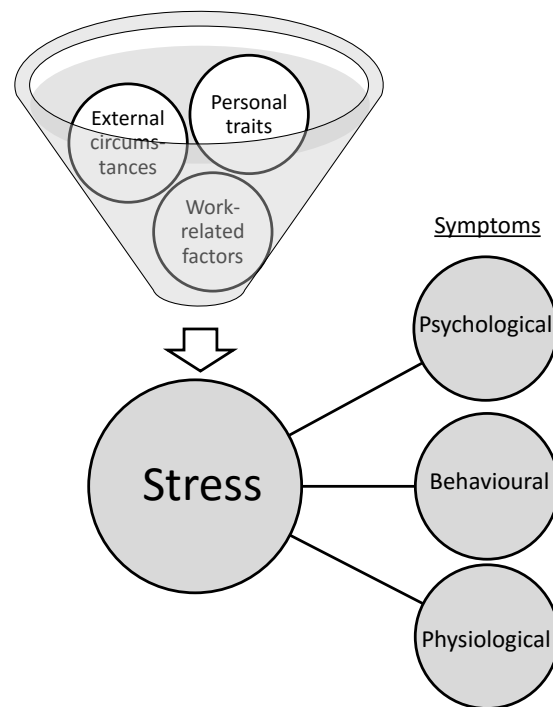 External
circums-
tances
Personal
traits
Work-
related
factors
Symptoms
Psychological
Stress
Behavioural
Physiological